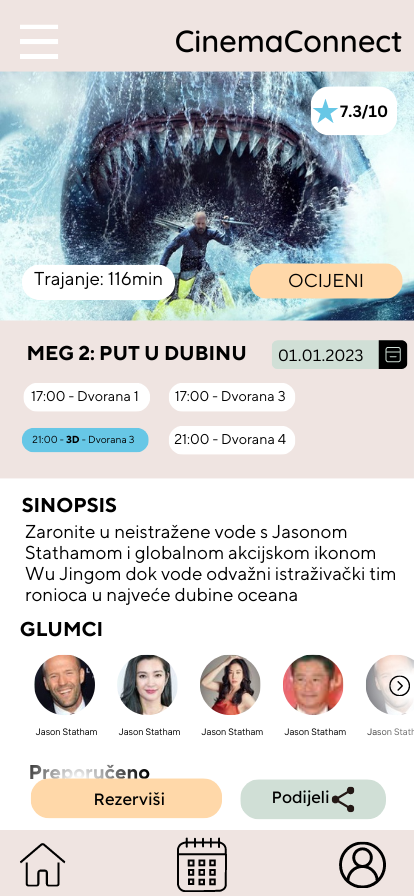 CinemaConnect
7.3/10
Trajanje: 116min
OCIJENI
MEG 2: PUT U DUBINU
01.01.2023
17:00 - Dvorana 1
17:00 - Dvorana 3
21:00 - 3D - Dvorana 3
21:00 - Dvorana 4
SINOPSIS
Zaronite u neistražene vode s Jasonom
Stathamom i globalnom akcijskom ikonom
Wu Jingom dok vode odvažni istraživački tim
ronioca u najveće dubine oceana
GLUMCI
Jason Statham
Jason Statham
Jason Statham
Jason Statham
Jason Stath
Preporučeno
Rezerviši
Podijeli